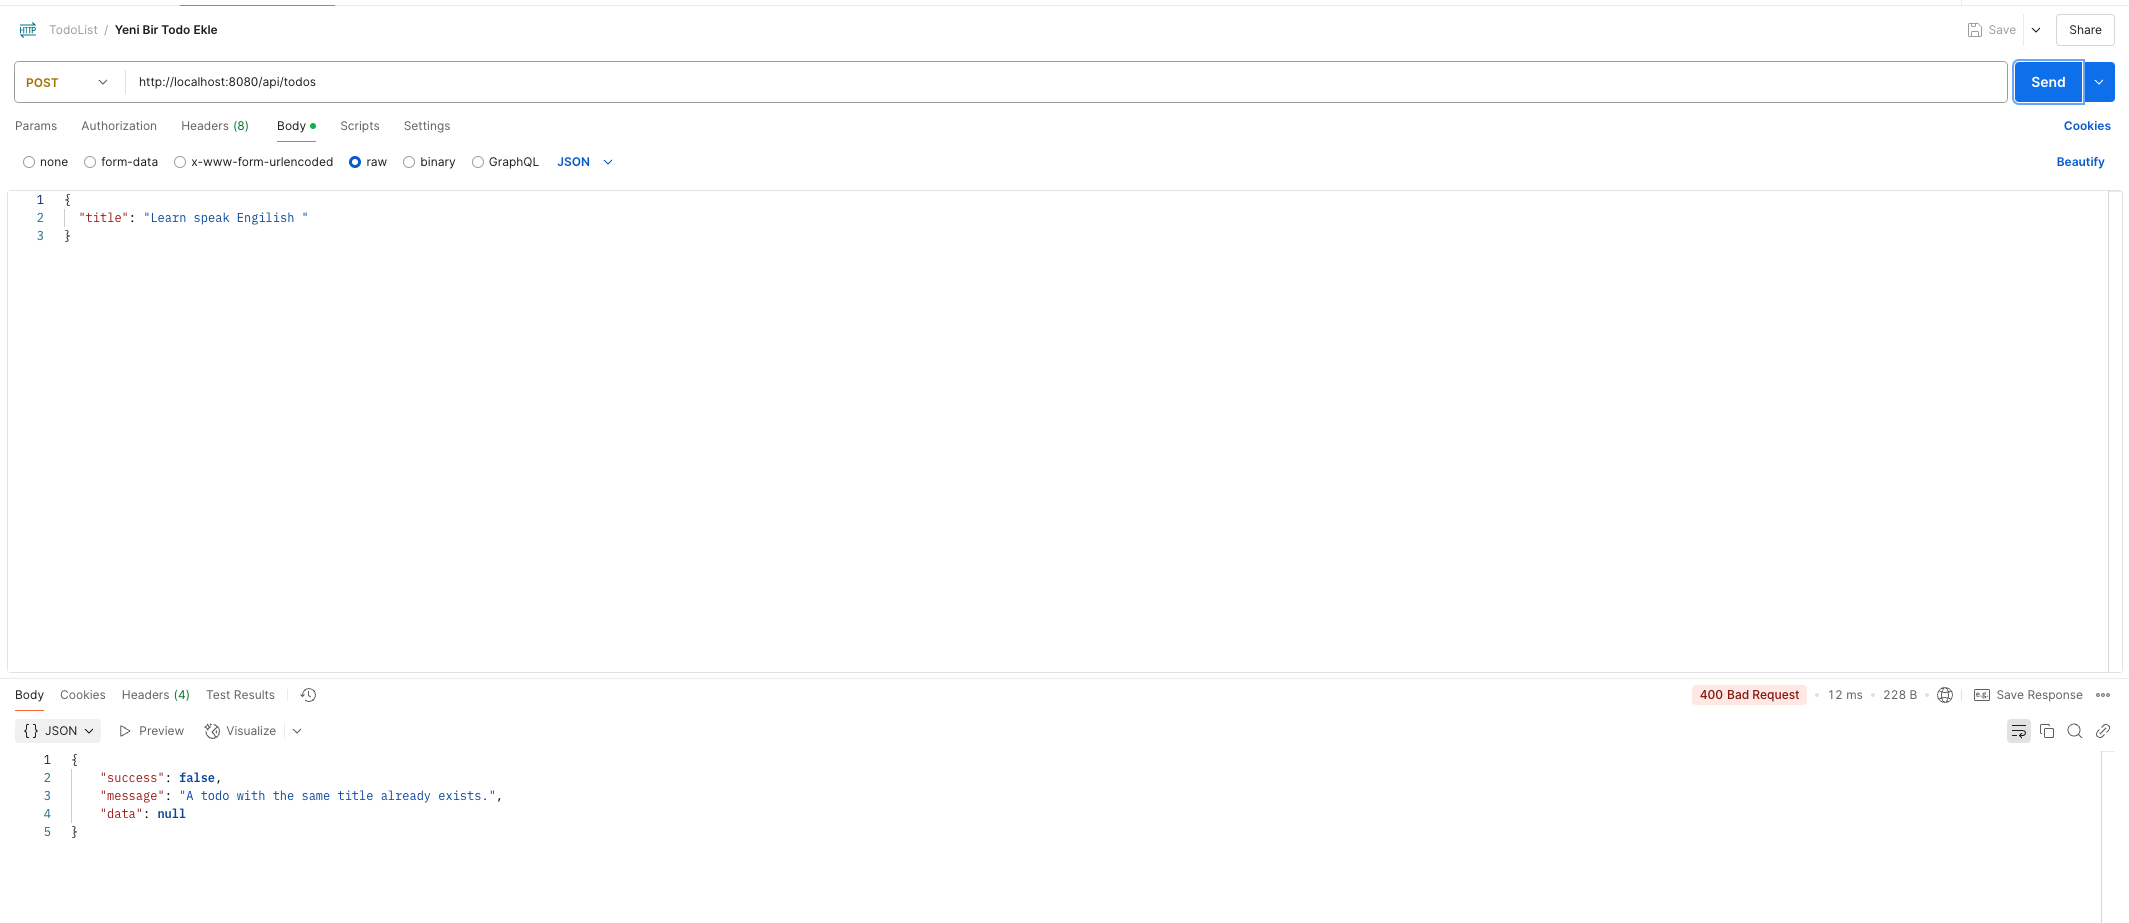 HTTP TodoList / Yeni Bir Todo Ekle Save Share
POST http://localhost:8080/api/todos Send
Params Authorization Headers (8) Body Scripts Settings Cookies
none form-data x-www-form-urlencoded raw binary GraphQL JSON Beautify
1 {
2 "title": "Learn speak Engilish "
3 }
Body Cookies Headers (4) Test Results 400 Bad Request • 12 ms • 228 B • e.g. Save Response
{} JSON Preview Visualize
1 {
2 "success": false,
3 "message": "A todo with the same title already exists.",
4 "data": null
5 }